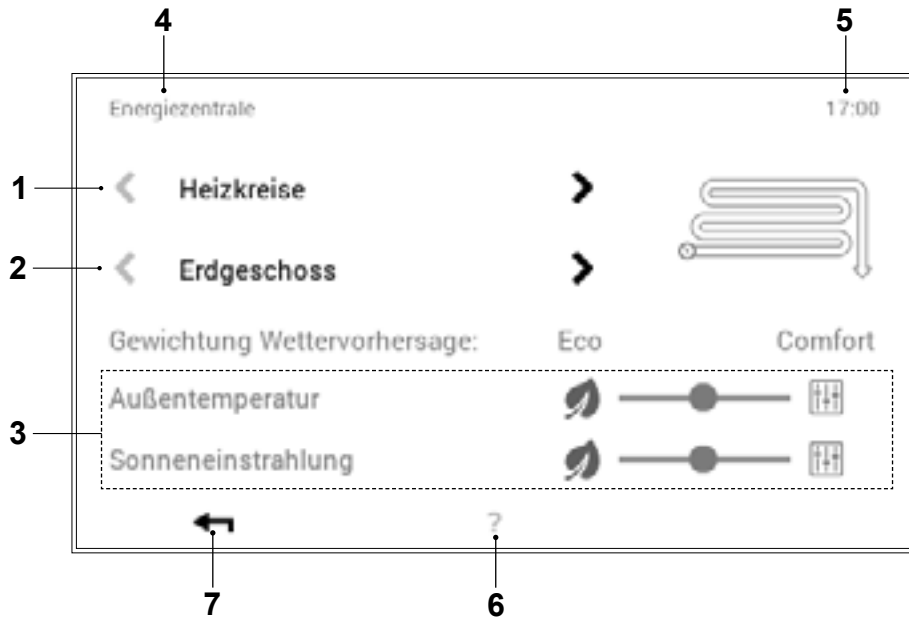 4 5
Energiezentrale 17:00
1 Heizkreise
2 Erdgeschoss
Gewichtung Wettervorhersage: Eco Comfort
3 Außentemperatur
Sonneneinstrahlung
?
7 6